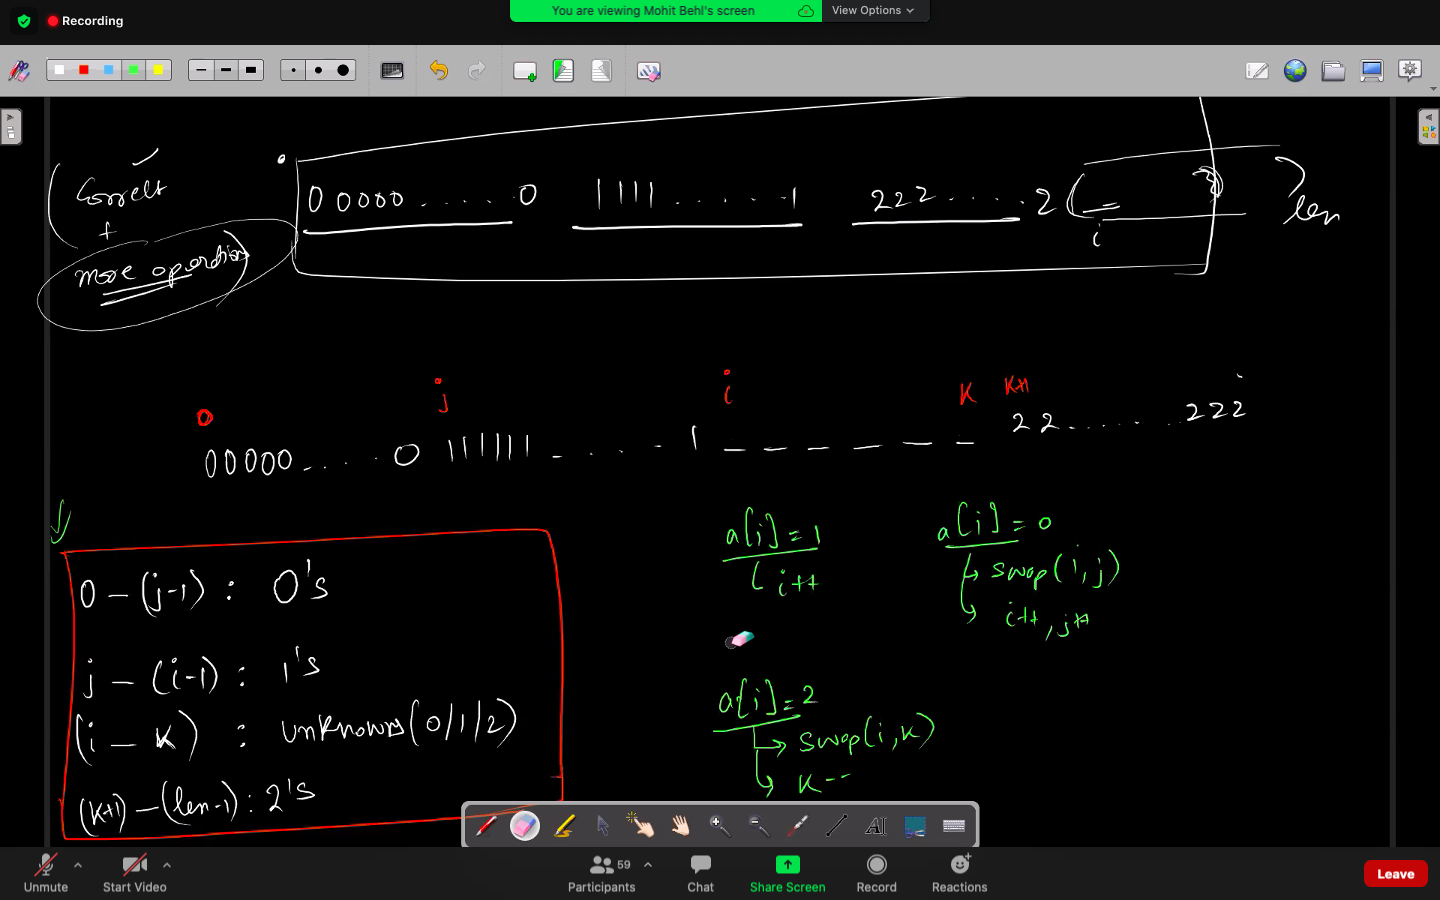 Recording
You are viewing Mohit Behl's screen
View Options
Correct
+
more operations
0 0000 ..... 0 1111 ..... 1 222 ..... 2 ( _ ) len
i
0 j i K K++
00000.... 0 1111111 _ . . . - 1 _ _ _ _ _ _ 22....... 222
a[i] = 1
i++
a[i] = 0
swap(i,j)
i++, j++
0 – (j-1) : 0's
j – (i-1) : 1's
(i – K) : unknowns (0/1/2)
(k+1) – (len-1) : 2's
a[i] = 2
swap(i,K)
K--
AI
Unmute
Start Video
59
Participants
Chat
Share Screen
Record
Reactions
Leave